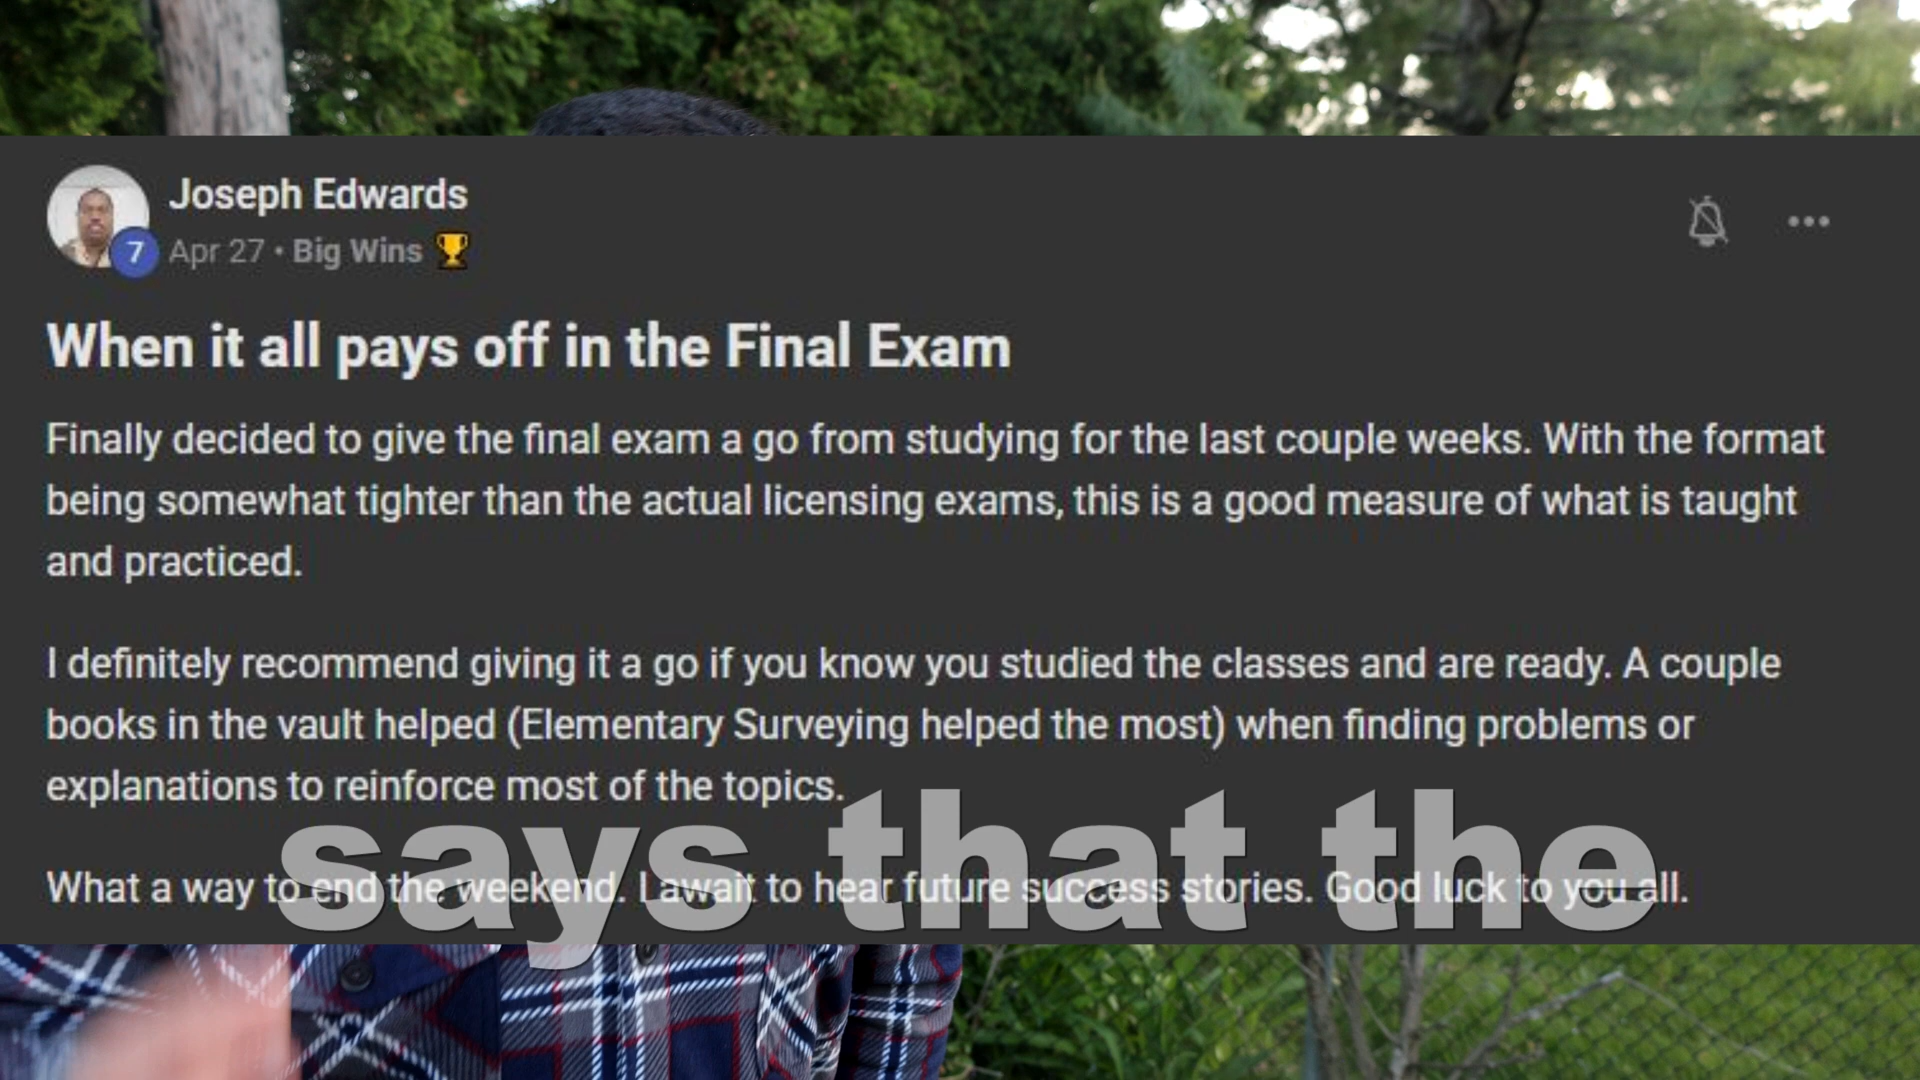 Joseph Edwards
7
Apr 27 • Big Wins 🏆
When it all pays off in the Final Exam
Finally decided to give the final exam a go from studying for the last couple weeks. With the format
being somewhat tighter than the actual licensing exams, this is a good measure of what is taught
and practiced.
I definitely recommend giving it a go if you know you studied the classes and are ready. A couple
books in the vault helped (Elementary Surveying helped the most) when finding problems or
explanations to reinforce most of the topics.
What a way to end the weekend. I await to hear future success stories. Good luck to you all.
says that the